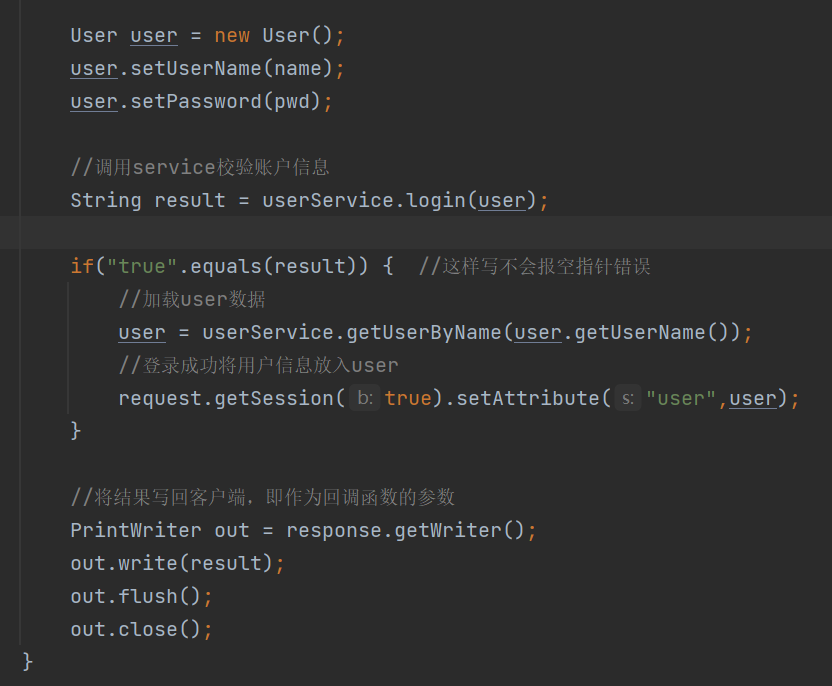 User user = new User();
user.setUserName(name);
user.setPassword(pwd);
//调用service校验账户信息
String result = userService.login(user);
if("true".equals(result)) {  //这样写不会报空指针错误
//加载user数据
user = userService.getUserByName(user.getUserName());
//登录成功将用户信息放入user
request.getSession( b: true).setAttribute( s: "user",user);
}
//将结果写回客户端，即作为回调函数的参数
PrintWriter out = response.getWriter();
out.write(result);
out.flush();
out.close();
}